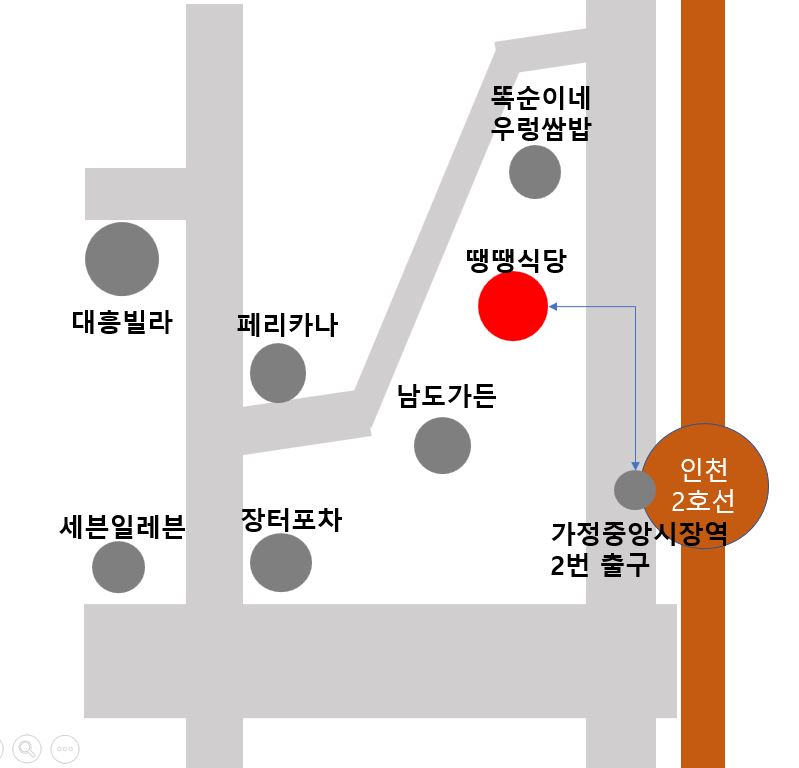 똑순이네
우렁쌈밥
땡땡식당
대흥빌라
페리카나
남도가든
인천
2호선
세븐일레븐
장터포차
가정중앙시장역
2번 출구